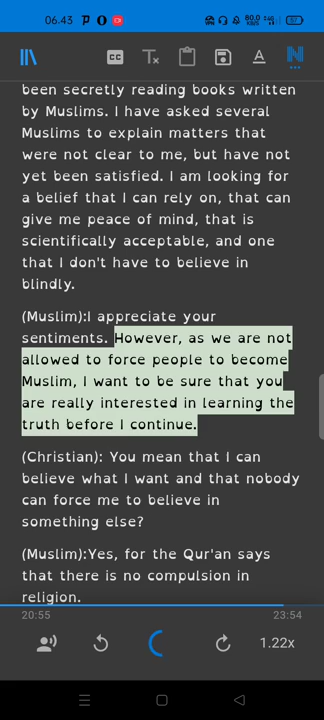 06.43
been secretly reading books written
by Muslims. I have asked several
Muslims to explain matters that
were not clear to me, but have not
yet been satisfied. I am looking for
a belief that I can rely on, that can
give me peace of mind, that is
scientifically acceptable, and one
that I don't have to believe in
blindly.
(Muslim):I appreciate your
sentiments. However, as we are not
allowed to force people to become
Muslim, I want to be sure that you
are really interested in learning the
truth before I continue.
(Christian): You mean that I can
believe what I want and that nobody
can force me to believe in
something else?
(Muslim):Yes, for the Qur'an says
that there is no compulsion in
religion.
20:55 23:54
1.22x